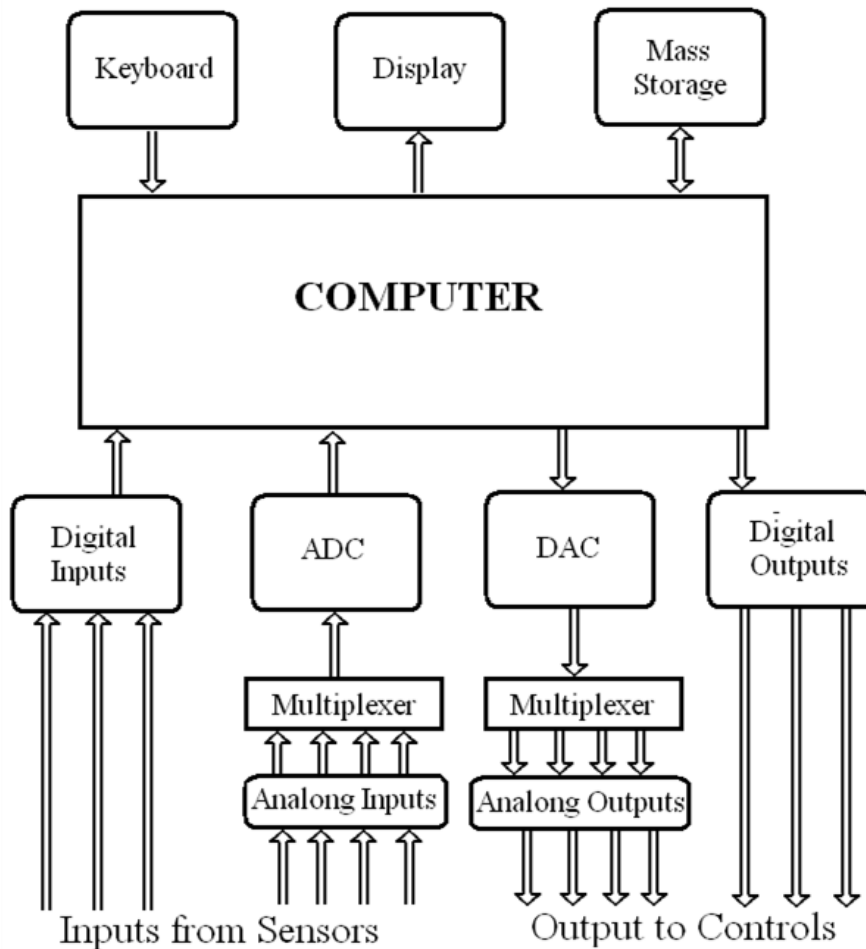 Keyboard
Display
Mass
Storage
COMPUTER
Digital
Inputs
ADC
DAC
Digital
Outputs
Multiplexer
Multiplexer
Analong Inputs
Analong Outputs
Inputs from Sensors
Output to Controls